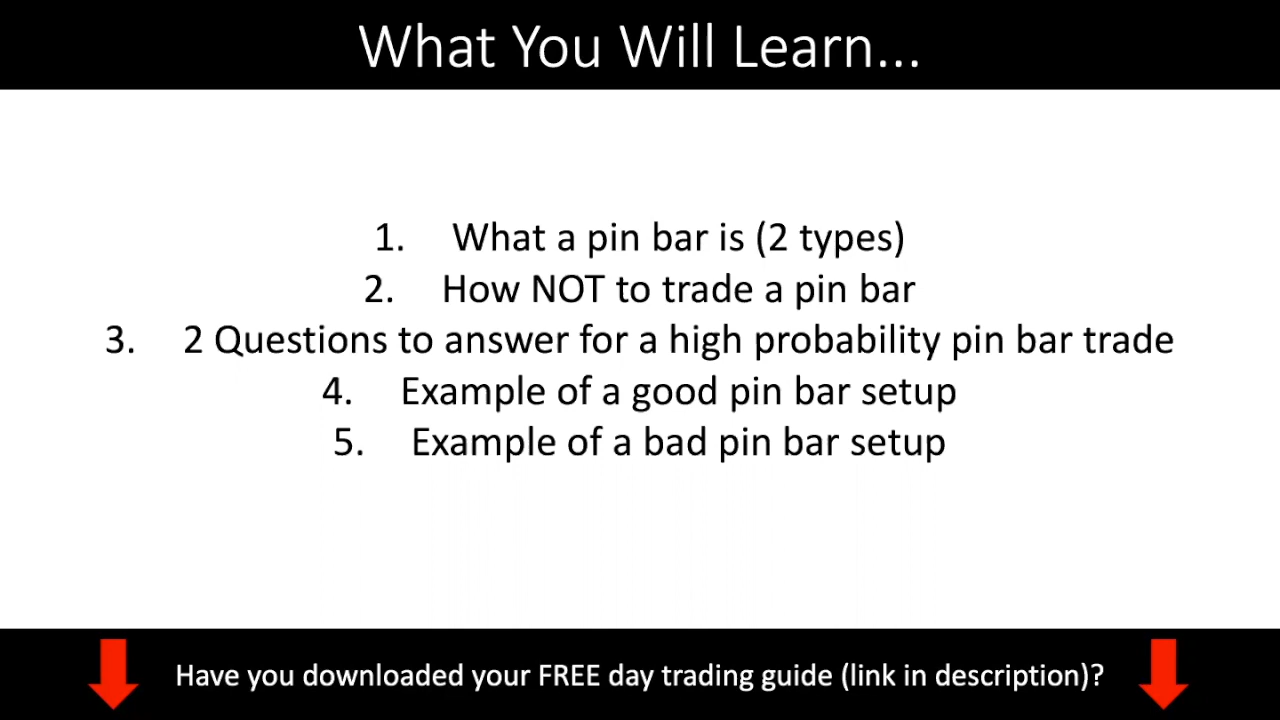 What You Will Learn...
1. What a pin bar is (2 types)
2. How NOT to trade a pin bar
3. 2 Questions to answer for a high probability pin bar trade
4. Example of a good pin bar setup
5. Example of a bad pin bar setup
Have you downloaded your FREE day trading guide (link in description)?